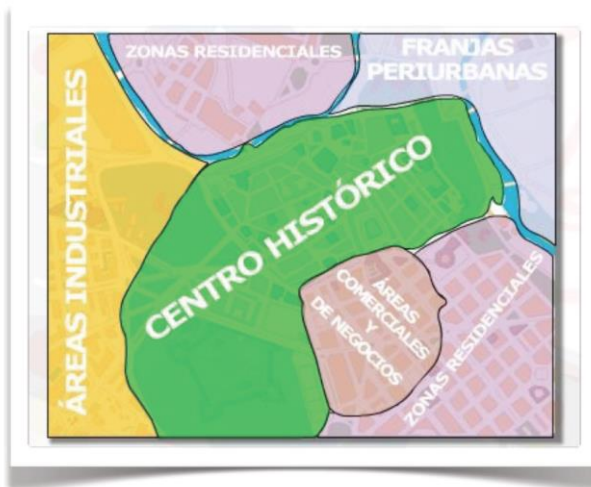 ZONAS RESIDENCIALES
FRANJAS
PERIURBANAS
ÁREAS INDUSTRIALES
CENTRO HISTÓRICO
ÁREAS
COMERCIALES
Y
DE NEGOCIOS
ZONAS RESIDENCIALES